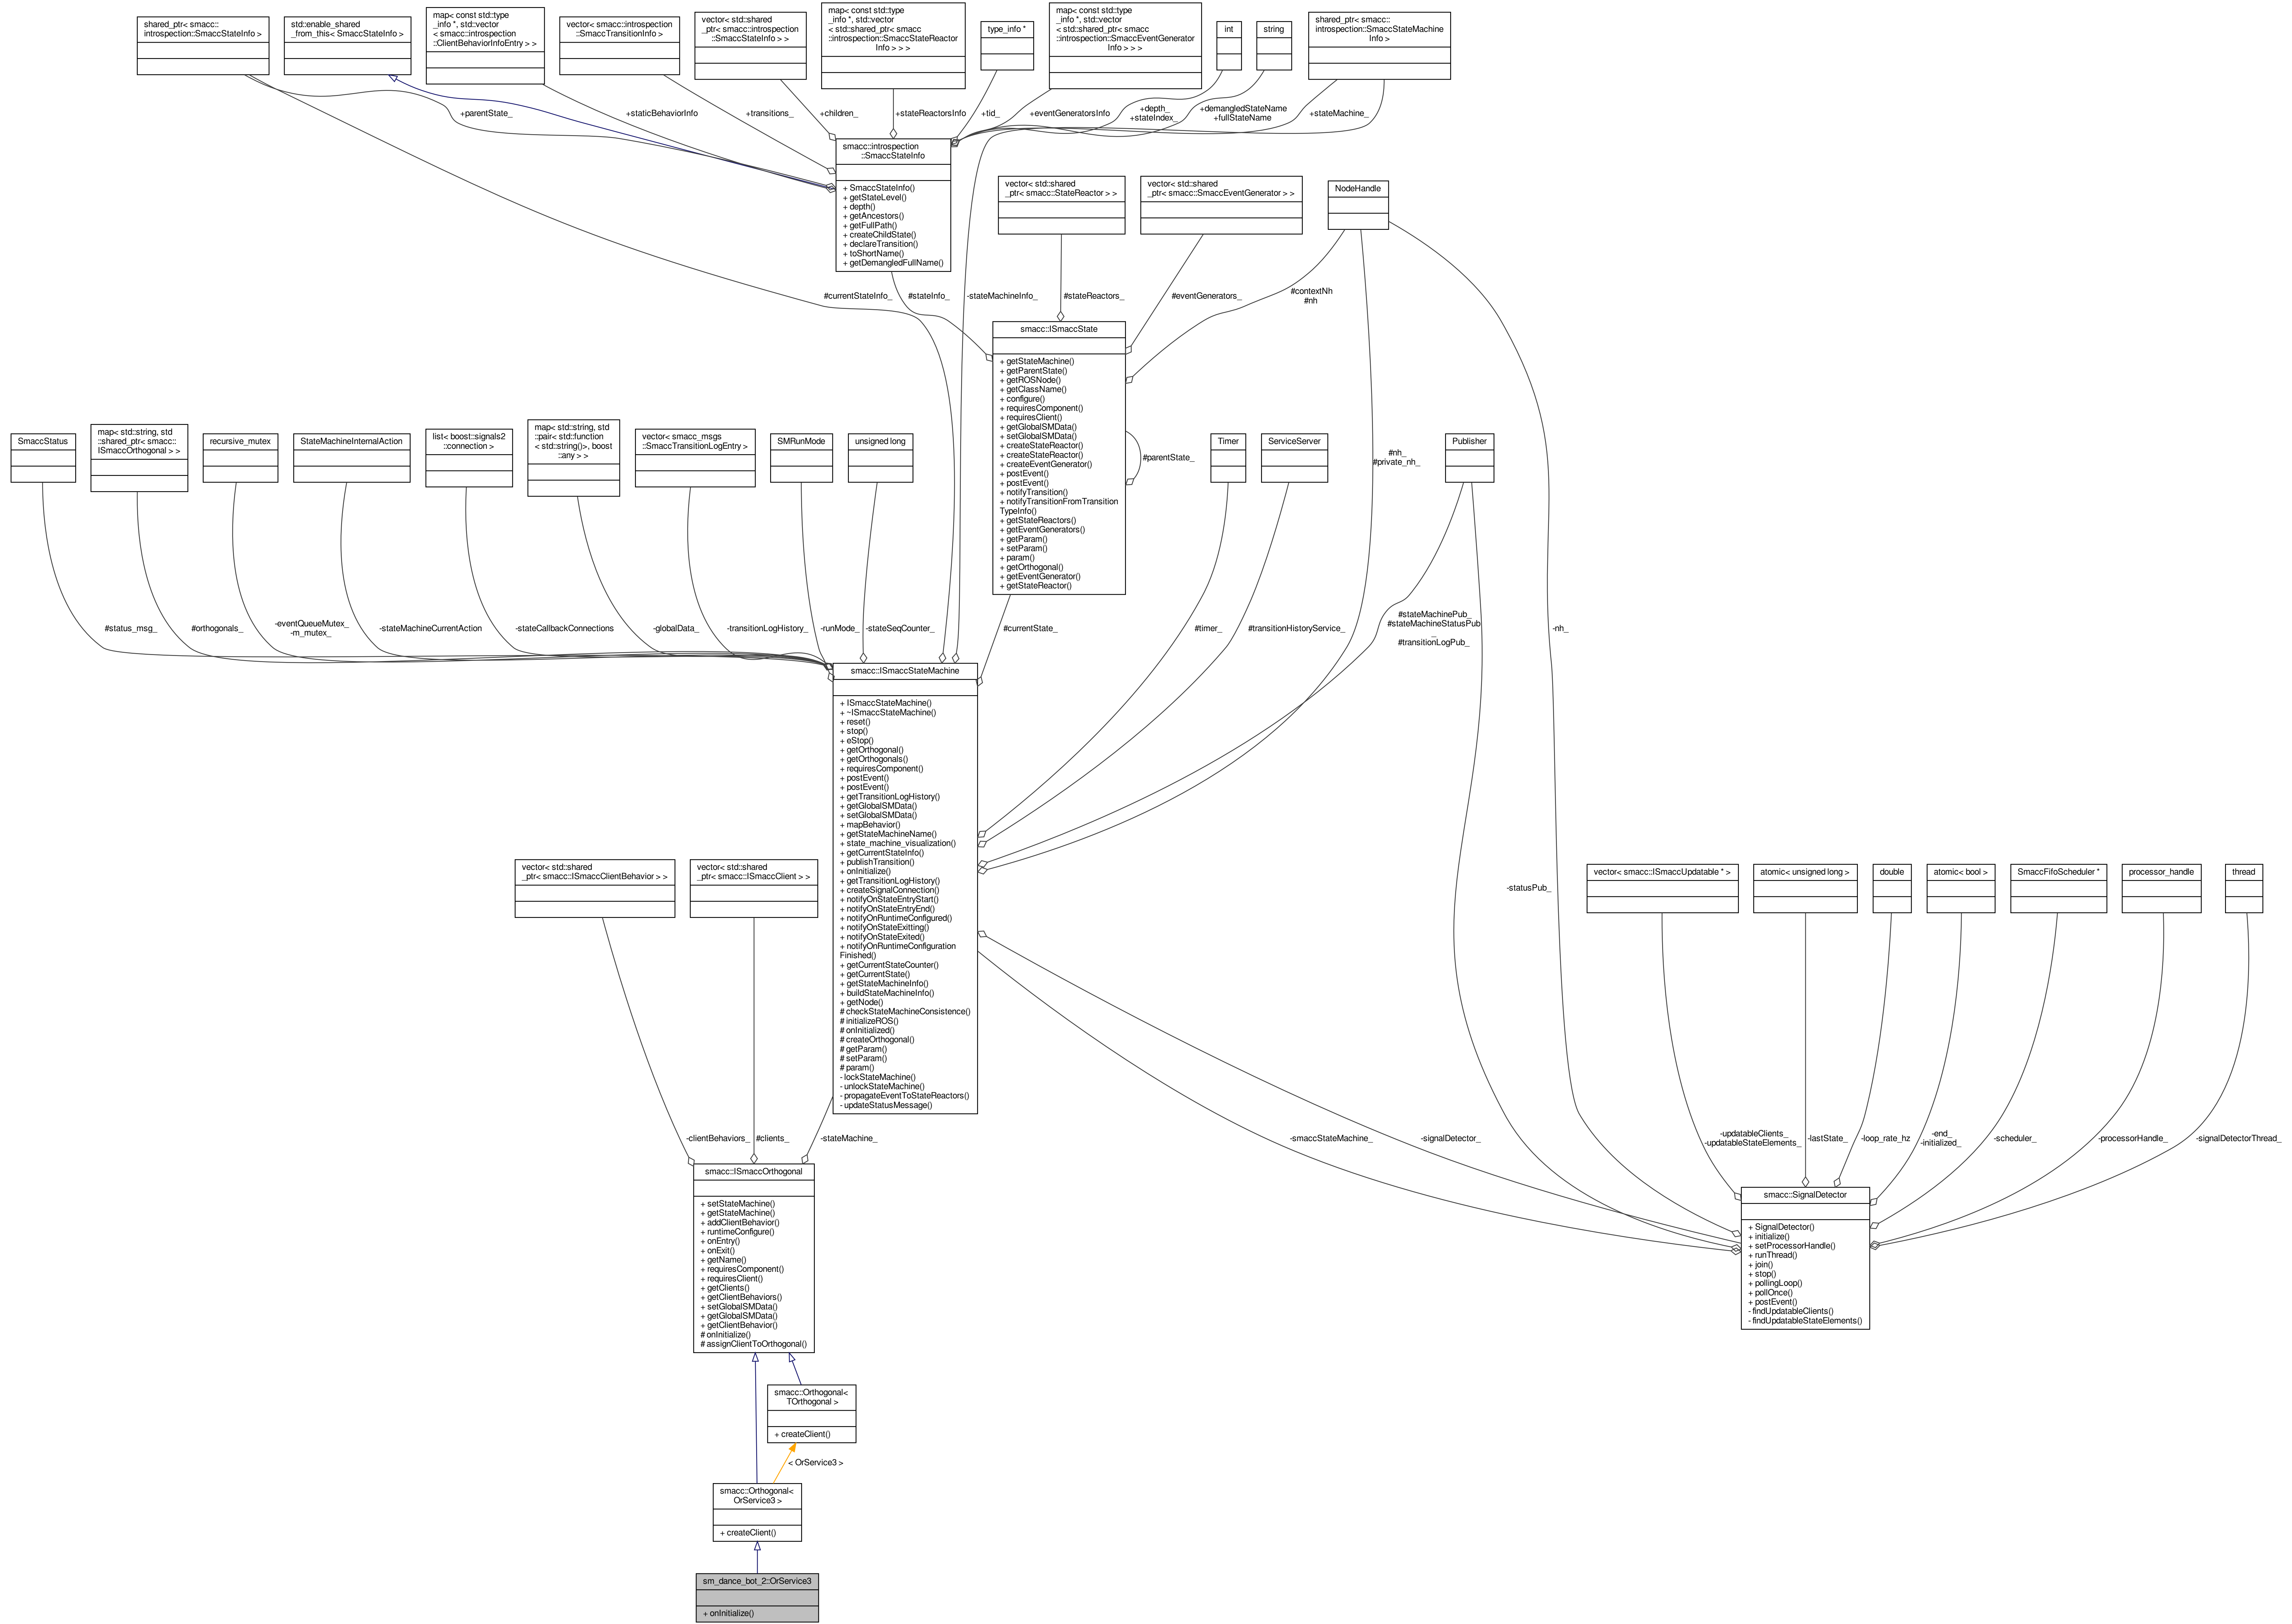 shared_ptr< smacc::
introspection::SmaccStateInfo >
std::enable_shared
_from_this< SmaccStateInfo >
map< const std::type
_info *, std::vector
< smacc::introspection
::ClientBehaviorInfoEntry > >
vector< smacc::introspection
::SmaccTransitionInfo >
vector< std::shared
_ptr< smacc::introspection
::SmaccStateInfo > >
map< const std::type
_info *, std::vector
< std::shared_ptr< smacc
::introspection::SmaccStateReactor
Info > > >
type_info *
map< const std::type
_info *, std::vector
< std::shared_ptr< smacc
::introspection::SmaccEventGenerator
Info > > >
int
string
shared_ptr< smacc::
introspection::SmaccStateMachine
Info >
+parentState_
+staticBehaviorInfo
+transitions_
+children_
+stateReactorsInfo
+tid_
+eventGeneratorsInfo
+depth_
+stateIndex_
+demangledStateName
+fullStateName
+stateMachine_
smacc::introspection
::SmaccStateInfo
+ SmaccStateInfo()
+ getStateLevel()
+ depth()
+ getAncestors()
+ getFullPath()
+ createChildState()
+ declareTransition()
+ toShortName()
+ getDemangledFullName()
vector< std::shared
_ptr< smacc::StateReactor > >
vector< std::shared
_ptr< smacc::SmaccEventGenerator > >
NodeHandle
#currentStateInfo_
#stateInfo_
-stateMachineInfo_
#stateReactors_
#eventGenerators_
#contextNh
#nh
smacc::ISmaccState
+ getStateMachine()
+ getParentState()
+ getROSNode()
+ getClassName()
+ configure()
+ requiresComponent()
+ requiresClient()
+ getGlobalSMData()
+ setGlobalSMData()
+ createStateReactor()
+ createStateReactor()
+ createEventGenerator()
+ postEvent()
+ postEvent()
+ notifyTransition()
+ notifyTransitionFromTransition
TypeInfo()
+ getStateReactors()
+ getEventGenerators()
+ getParam()
+ setParam()
+ param()
+ getOrthogonal()
+ getEventGenerator()
+ getStateReactor()
#parentState_
SmaccStatus
map< std::string, std
::shared_ptr< smacc::
ISmaccOrthogonal > >
recursive_mutex
StateMachineInternalAction
list< boost::signals2
::connection >
map< std::string, std
::pair< std::function
< std::string()>, boost
::any > >
vector< smacc_msgs
::SmaccTransitionLogEntry >
SMRunMode
unsigned long
Timer
ServiceServer
Publisher
#nh_
#private_nh_
#status_msg_
#orthogonals_
-eventQueueMutex_
-m_mutex_
-stateMachineCurrentAction
-stateCallbackConnections
-globalData_
-transitionLogHistory_
-runMode_
-stateSeqCounter_
#currentState_
#timer_
#transitionHistoryService_
#stateMachinePub_
#stateMachineStatusPub
_
#transitionLogPub_
-nh_
smacc::ISmaccStateMachine
+ ISmaccStateMachine()
+ ~ISmaccStateMachine()
+ reset()
+ stop()
+ eStop()
+ getOrthogonal()
+ getOrthogonals()
+ requiresComponent()
+ postEvent()
+ postEvent()
+ getTransitionLogHistory()
+ getGlobalSMData()
+ setGlobalSMData()
+ mapBehavior()
+ getStateMachineName()
+ state_machine_visualization()
+ getCurrentStateInfo()
+ publishTransition()
+ onInitialize()
+ getTransitionLogHistory()
+ createSignalConnection()
+ notifyOnStateEntryStart()
+ notifyOnStateEntryEnd()
+ notifyOnRuntimeConfigured()
+ notifyOnStateExitting()
+ notifyOnStateExited()
+ notifyOnRuntimeConfiguration
Finished()
+ getCurrentStateCounter()
+ getCurrentState()
+ getStateMachineInfo()
+ buildStateMachineInfo()
+ getNode()
# checkStateMachineConsistence()
# initializeROS()
# onInitialized()
# createOrthogonal()
# getParam()
# setParam()
# param()
- lockStateMachine()
- unlockStateMachine()
- propagateEventToStateReactors()
- updateStatusMessage()
vector< std::shared
_ptr< smacc::ISmaccClientBehavior > >
vector< std::shared
_ptr< smacc::ISmaccClient > >
vector< smacc::ISmaccUpdatable * >
atomic< unsigned long >
double
atomic< bool >
SmaccFifoScheduler *
processor_handle
thread
-statusPub_
-clientBehaviors_
#clients_
-stateMachine_
-smaccStateMachine_
-signalDetector_
-updatableClients_
-updatableStateElements_
-lastState_
-loop_rate_hz
-end_
-initialized_
-scheduler_
-processorHandle_
-signalDetectorThread_
smacc::ISmaccOrthogonal
+ setStateMachine()
+ getStateMachine()
+ addClientBehavior()
+ runtimeConfigure()
+ onEntry()
+ onExit()
+ getName()
+ requiresComponent()
+ requiresClient()
+ getClients()
+ getClientBehaviors()
+ setGlobalSMData()
+ getGlobalSMData()
+ getClientBehavior()
# onInitialize()
# assignClientToOrthogonal()
smacc::SignalDetector
+ SignalDetector()
+ initialize()
+ setProcessorHandle()
+ runThread()
+ join()
+ stop()
+ pollingLoop()
+ pollOnce()
+ postEvent()
- findUpdatableClients()
- findUpdatableStateElements()
smacc::Orthogonal<
TOrthogonal >
+ createClient()
< OrService3 >
smacc::Orthogonal<
OrService3 >
+ createClient()
sm_dance_bot_2::OrService3
+ onInitialize()